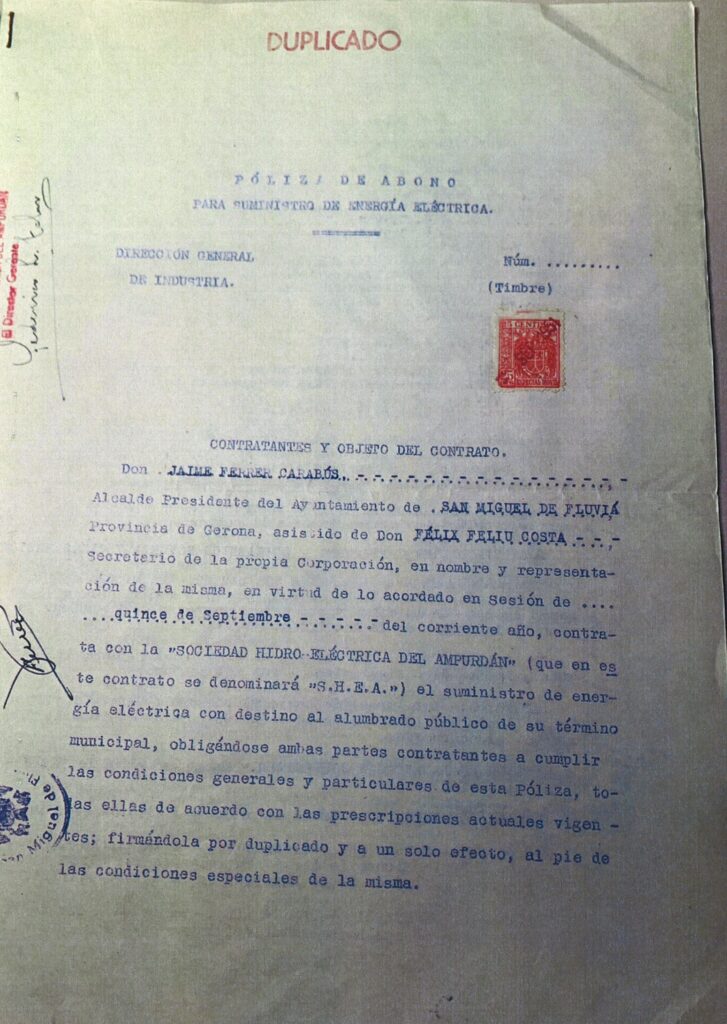 DUPLICADO
PÓLIZA DE ABONO
PARA SUMINISTRO DE ENERGÍA ELÉCTRICA.
DIRECCIÓN GENERAL
DE INDUSTRIA.
Núm. .........
(Timbre)
El Director Gerente
CONTRATANTES Y OBJETO DEL CONTRATO.
Don . JAIME FERRER CARABÚS. . - . - . - . - . - . - . - . - . - . - . - . - . - . - . -
Alcalde Presidente del Ayuntamiento de . SAN MIGUEL DE FLUVIÁ
Provincia de Gerona, asistido de Don FÉLIX FELIU COSTA - . - . -
Secretario de la propia Corporación, en nombre y representa-
ción de la misma, en virtud de lo acordado en Sesión de ....
....quince de Septiembre - . - . - . - . - del corriente año, contra-
ta con la "SOCIEDAD HIDRO-ELÉCTRICA DEL AMPURDÁN" (que en es
te contrato se denominará "S.H.E.A.") el suministro de ener-
gía eléctrica con destino al alumbrado público de su término
municipal, obligándose ambas partes contratantes a cumplir
las condiciones generales y particulares de esta Póliza, to-
as ellas de acuerdo con las prescripciones actuales vigen -
tes; firmándola por duplicado y a un solo efecto, al pie de
las condiciones especiales de la misma.